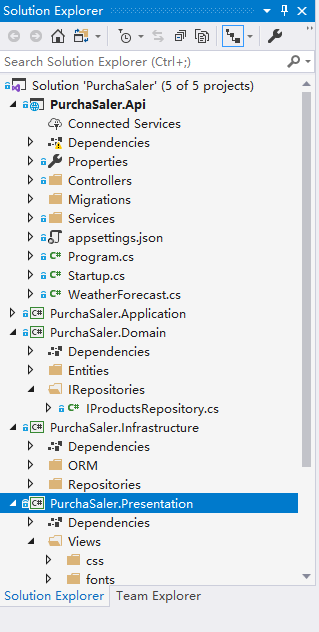 Solution Explorer
Search Solution Explorer (Ctrl+;)
Solution 'PurchaSaler' (5 of 5 projects)
PurchaSaler.Api
Connected Services
Dependencies
Properties
Controllers
Migrations
Services
appsettings.json
C# Program.cs
C# Startup.cs
C# WeatherForecast.cs
C# PurchaSaler.Application
C# PurchaSaler.Domain
Dependencies
Entities
IRepositories
C# IProductsRepository.cs
C# PurchaSaler.Infrastructure
Dependencies
ORM
Repositories
C# PurchaSaler.Presentation
Dependencies
Views
css
fonts
Solution Explorer Team Explorer